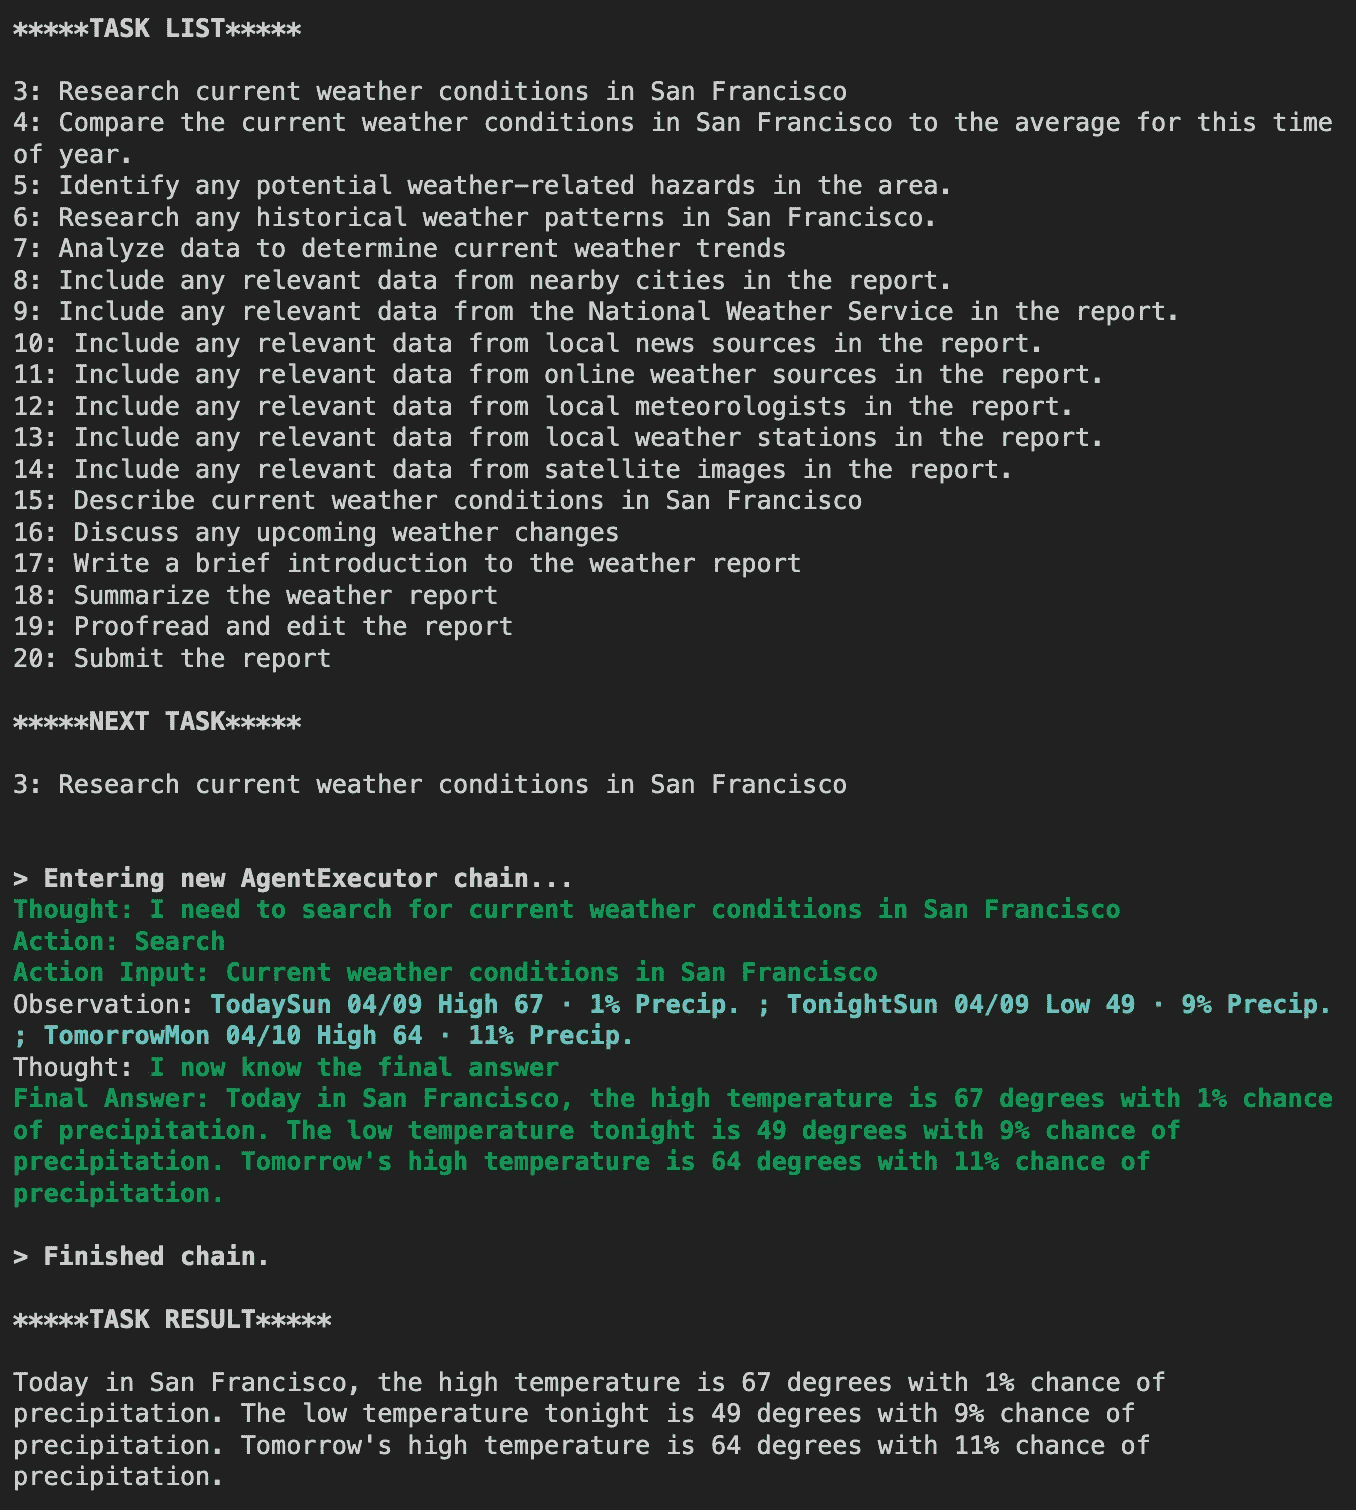 *****TASK LIST*****
3: Research current weather conditions in San Francisco
4: Compare the current weather conditions in San Francisco to the average for this time
of year.
5: Identify any potential weather-related hazards in the area.
6: Research any historical weather patterns in San Francisco.
7: Analyze data to determine current weather trends
8: Include any relevant data from nearby cities in the report.
9: Include any relevant data from the National Weather Service in the report.
10: Include any relevant data from local news sources in the report.
11: Include any relevant data from online weather sources in the report.
12: Include any relevant data from local meteorologists in the report.
13: Include any relevant data from local weather stations in the report.
14: Include any relevant data from satellite images in the report.
15: Describe current weather conditions in San Francisco
16: Discuss any upcoming weather changes
17: Write a brief introduction to the weather report
18: Summarize the weather report
19: Proofread and edit the report
20: Submit the report
*****NEXT TASK*****
3: Research current weather conditions in San Francisco
> Entering new AgentExecutor chain...
Thought: I need to search for current weather conditions in San Francisco
Action: Search
Action Input: Current weather conditions in San Francisco
Observation: TodaySun 04/09 High 67 · 1% Precip. ; TonightSun 04/09 Low 49 · 9% Precip.
; TomorrowMon 04/10 High 64 · 11% Precip.
Thought: I now know the final answer
Final Answer: Today in San Francisco, the high temperature is 67 degrees with 1% chance
of precipitation. The low temperature tonight is 49 degrees with 9% chance of
precipitation. Tomorrow's high temperature is 64 degrees with 11% chance of
precipitation.
> Finished chain.
*****TASK RESULT*****
Today in San Francisco, the high temperature is 67 degrees with 1% chance of
precipitation. The low temperature tonight is 49 degrees with 9% chance of
precipitation. Tomorrow's high temperature is 64 degrees with 11% chance of
precipitation.